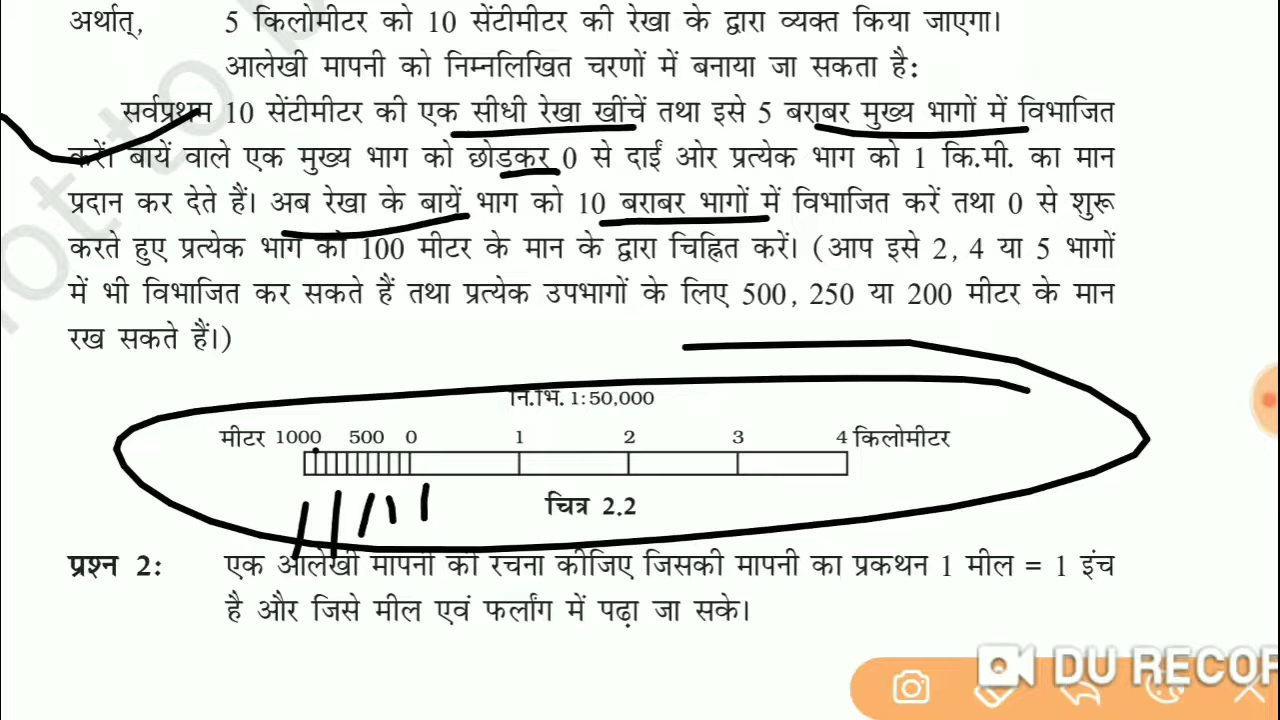 अर्थात्, 5 किलोमीटर को 10 सेंटीमीटर की रेखा के द्वारा व्यक्त किया जाएगा।
आलेखी मापनी को निम्नलिखित चरणों में बनाया जा सकता है:
सर्वप्रथम 10 सेंटीमीटर की एक सीधी रेखा खींचें तथा इसे 5 बराबर मुख्य भागों में विभाजित
करें। बायें वाले एक मुख्य भाग को छोड़कर 0 से दाईं ओर प्रत्येक भाग को 1 कि.मी. का मान
प्रदान कर देते हैं। अब रेखा के बायें भाग को 10 बराबर भागों में विभाजित करें तथा 0 से शुरू
करते हुए प्रत्येक भाग को 100 मीटर के मान के द्वारा चिह्नित करें। (आप इसे 2, 4 या 5 भागों
में भी विभाजित कर सकते हैं तथा प्रत्येक उपभागों के लिए 500, 250 या 200 मीटर के मान
रख सकते हैं।)
नि.भि. 1:50,000
मीटर 1000 500 0 1 2 3 4 किलोमीटर
चित्र 2.2
प्रश्न 2: एक आलेखी मापनी की रचना कीजिए जिसकी मापनी का प्रकथन 1 मील = 1 इंच
है और जिसे मील एवं फर्लांग में पढ़ा जा सके।
DU RECOR